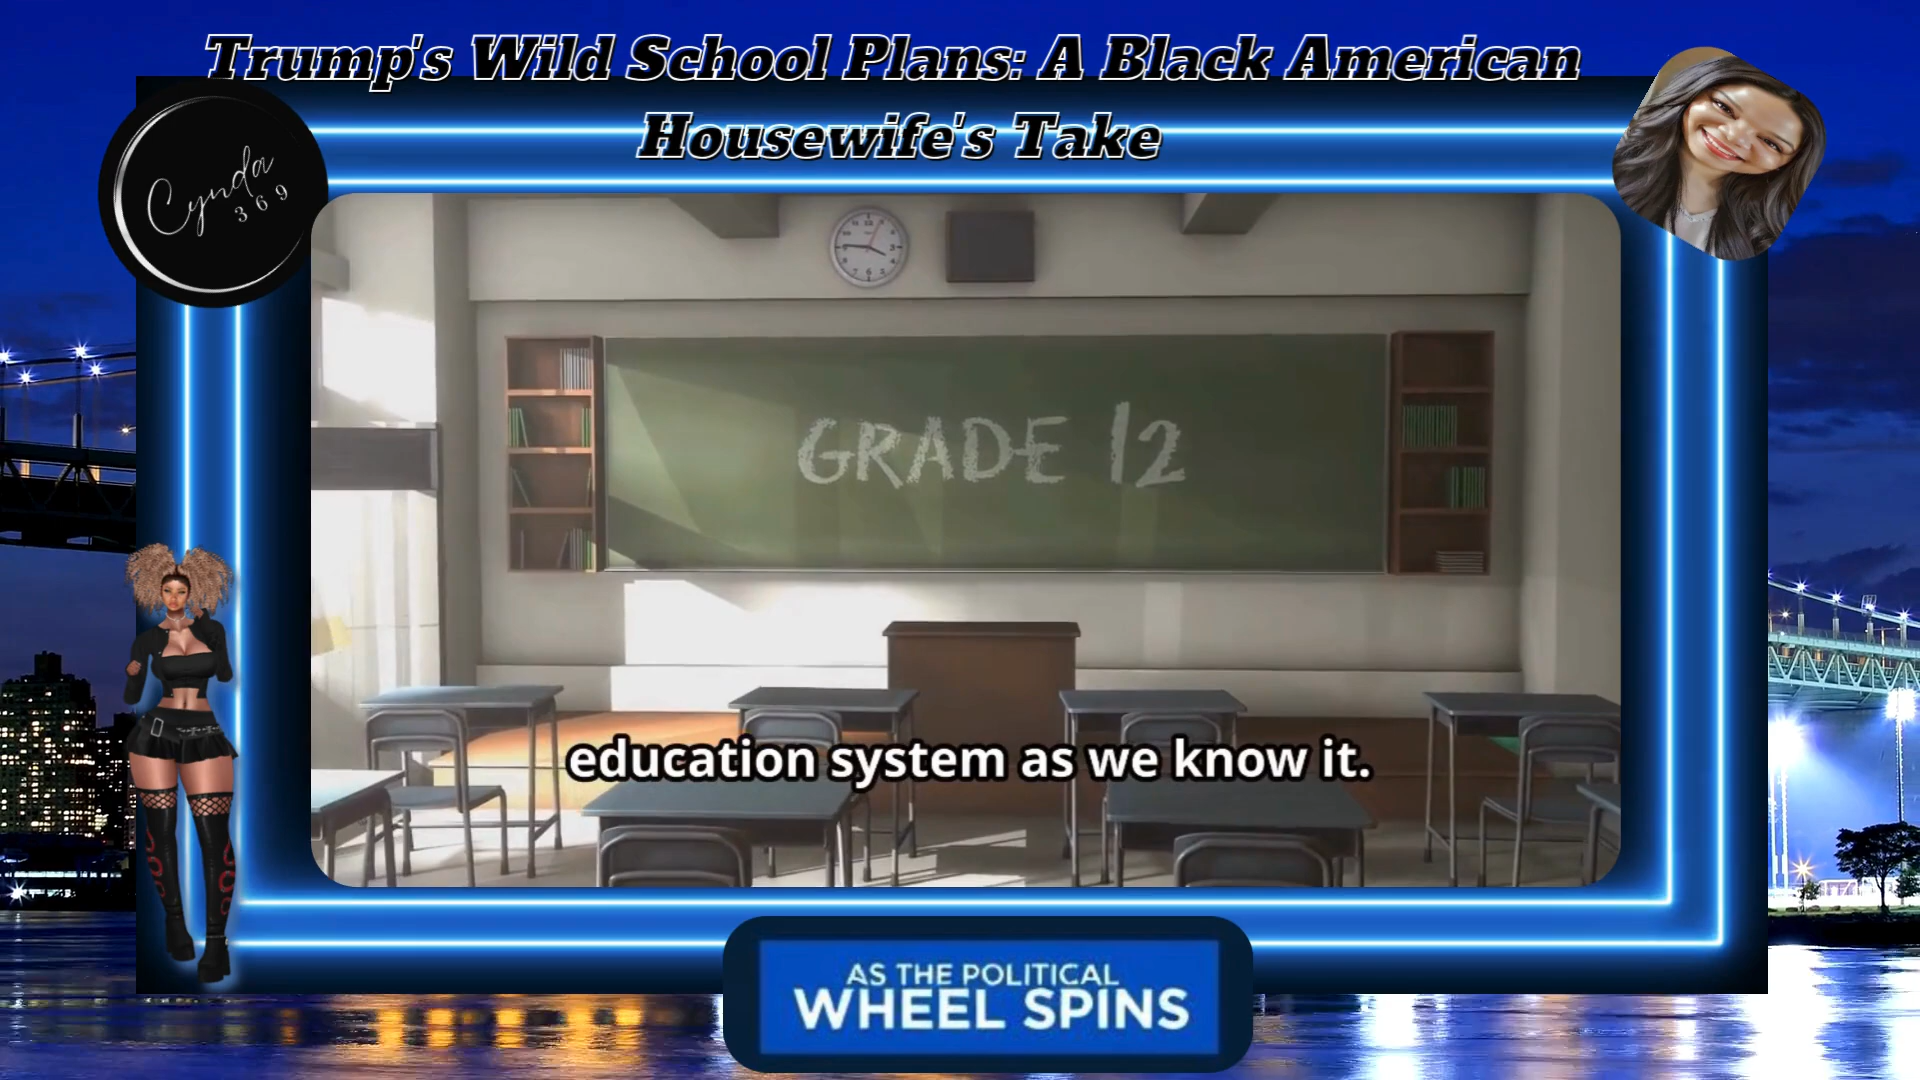 Trump's Wild School Plans: A Black American
Housewife's Take
Cynda
369
GRADE 12
education system as we know it.
AS THE POLITICAL
WHEEL SPINS